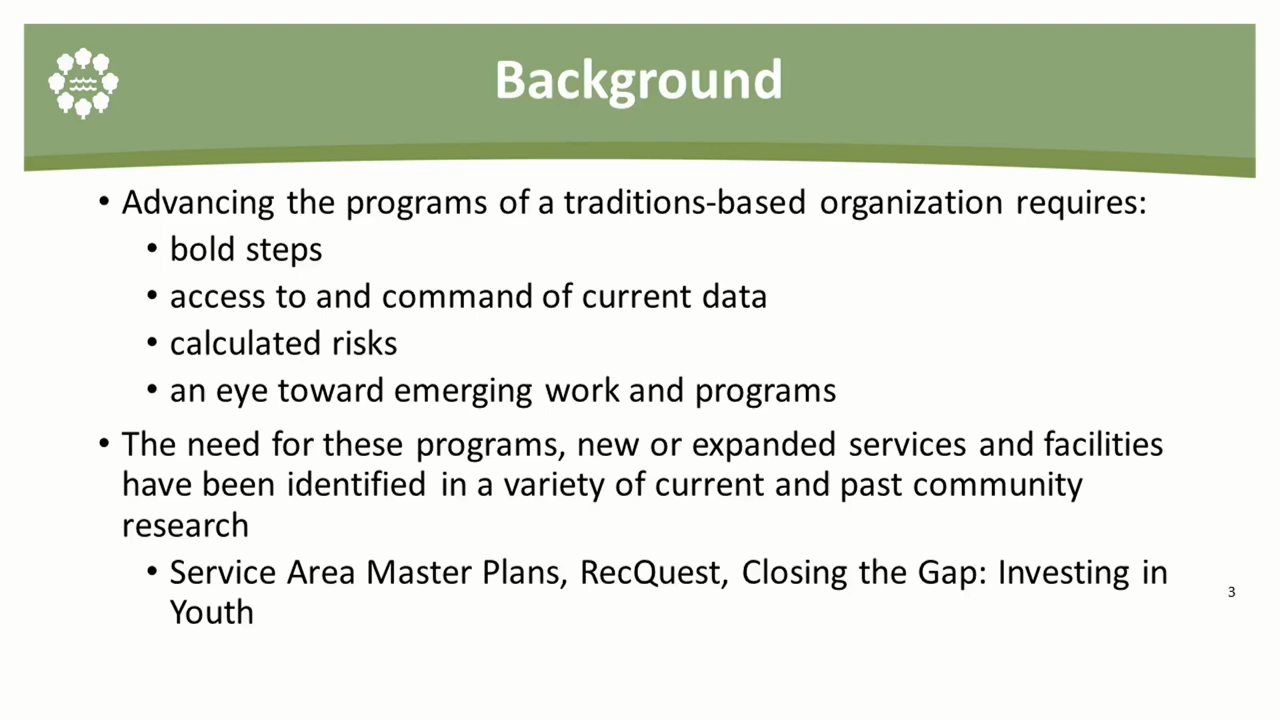 Background
• Advancing the programs of a traditions-based organization requires:
• bold steps
• access to and command of current data
• calculated risks
• an eye toward emerging work and programs
• The need for these programs, new or expanded services and facilities
have been identified in a variety of current and past community
research
• Service Area Master Plans, RecQuest, Closing the Gap: Investing in
Youth
3